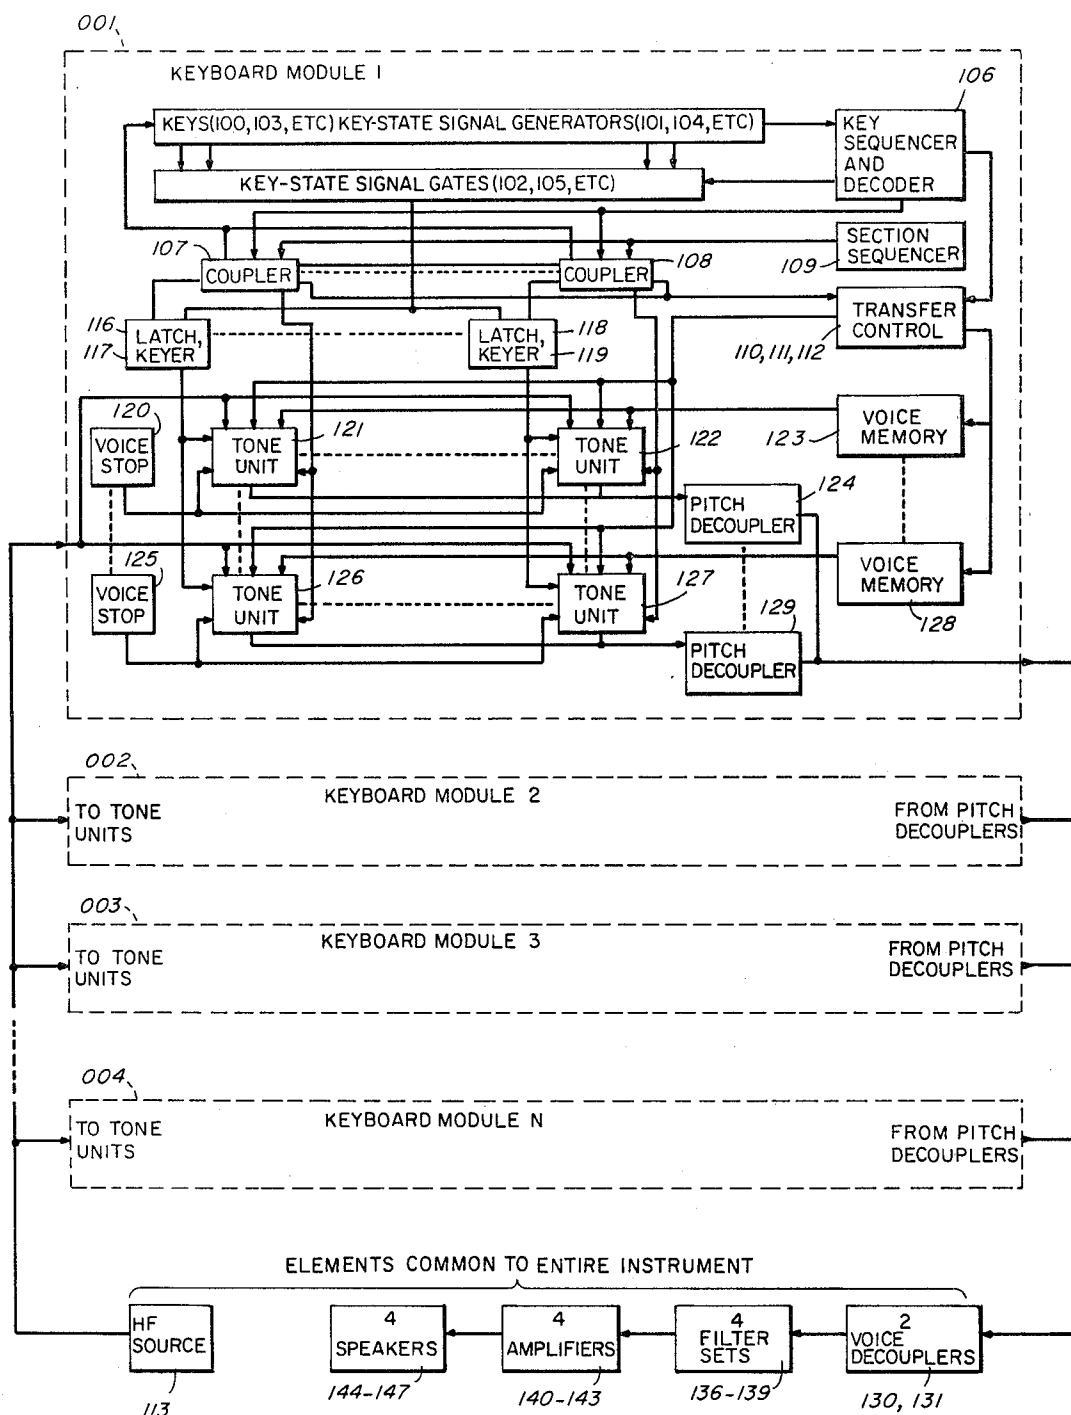 001
KEYBOARD MODULE 1
106
KEYS(100, 103, ETC) KEY-STATE SIGNAL GENERATORS(101, 104, ETC)
KEY
SEQUENCER
AND
DECODER
KEY-STATE SIGNAL GATES(102, 105, ETC)
107
COUPLER
COUPLER
108
SECTION
SEQUENCER
109
116
117
LATCH,
KEYER
LATCH,
KEYER
118
119
TRANSFER
CONTROL
110, 111, 112
120
VOICE
STOP
TONE
UNIT
121
TONE
UNIT
122
123
VOICE
MEMORY
124
PITCH
DECOUPLER
125
VOICE
STOP
TONE
UNIT
126
TONE
UNIT
127
VOICE
MEMORY
128
129
PITCH
DECOUPLER
002
KEYBOARD MODULE 2
TO TONE
UNITS
FROM PITCH
DECOUPLERS
003
KEYBOARD MODULE 3
TO TONE
UNITS
FROM PITCH
DECOUPLERS
004
KEYBOARD MODULE N
TO TONE
UNITS
FROM PITCH
DECOUPLERS
ELEMENTS COMMON TO ENTIRE INSTRUMENT
HF
SOURCE
113
4
SPEAKERS
144-147
4
AMPLIFIERS
140-143
4
FILTER
SETS
136-139
2
VOICE
DECOUPLERS
130, 131